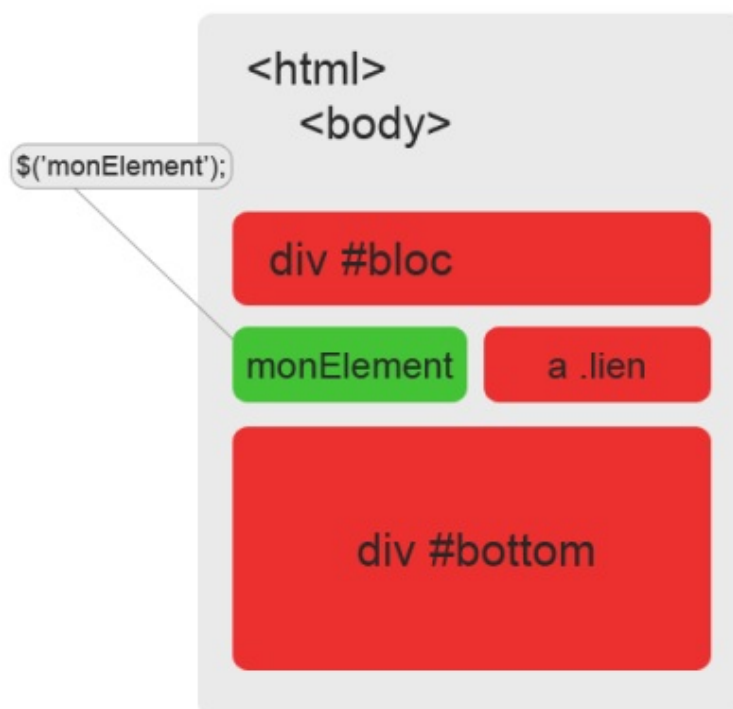 <html>
<body>
$('monElement');
div #bloc
monElement
a .lien
div #bottom